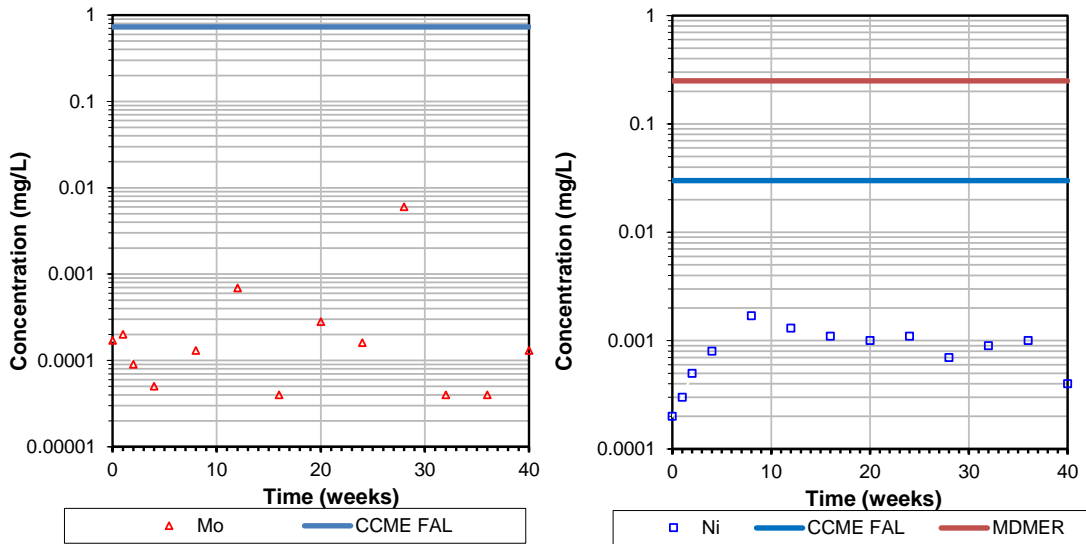 1
0.1
0.01
0.001
0.0001
0.00001
Concentration (mg/L)
0 10 20 30 40
Time (weeks)
Mo CCME FAL
1
0.1
0.01
0.001
0.0001
Concentration (mg/L)
0 10 20 30 40
Time (weeks)
Ni CCME FAL MDMER